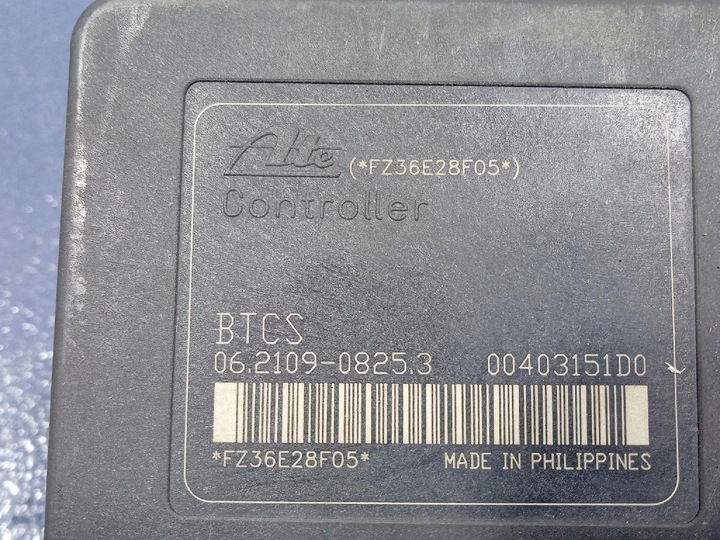 Ate (*FZ36E28F05*)
Controller
BTCS
06.2109-0825.3 00403151D0
*FZ36E28F05* MADE IN PHILIPPINES